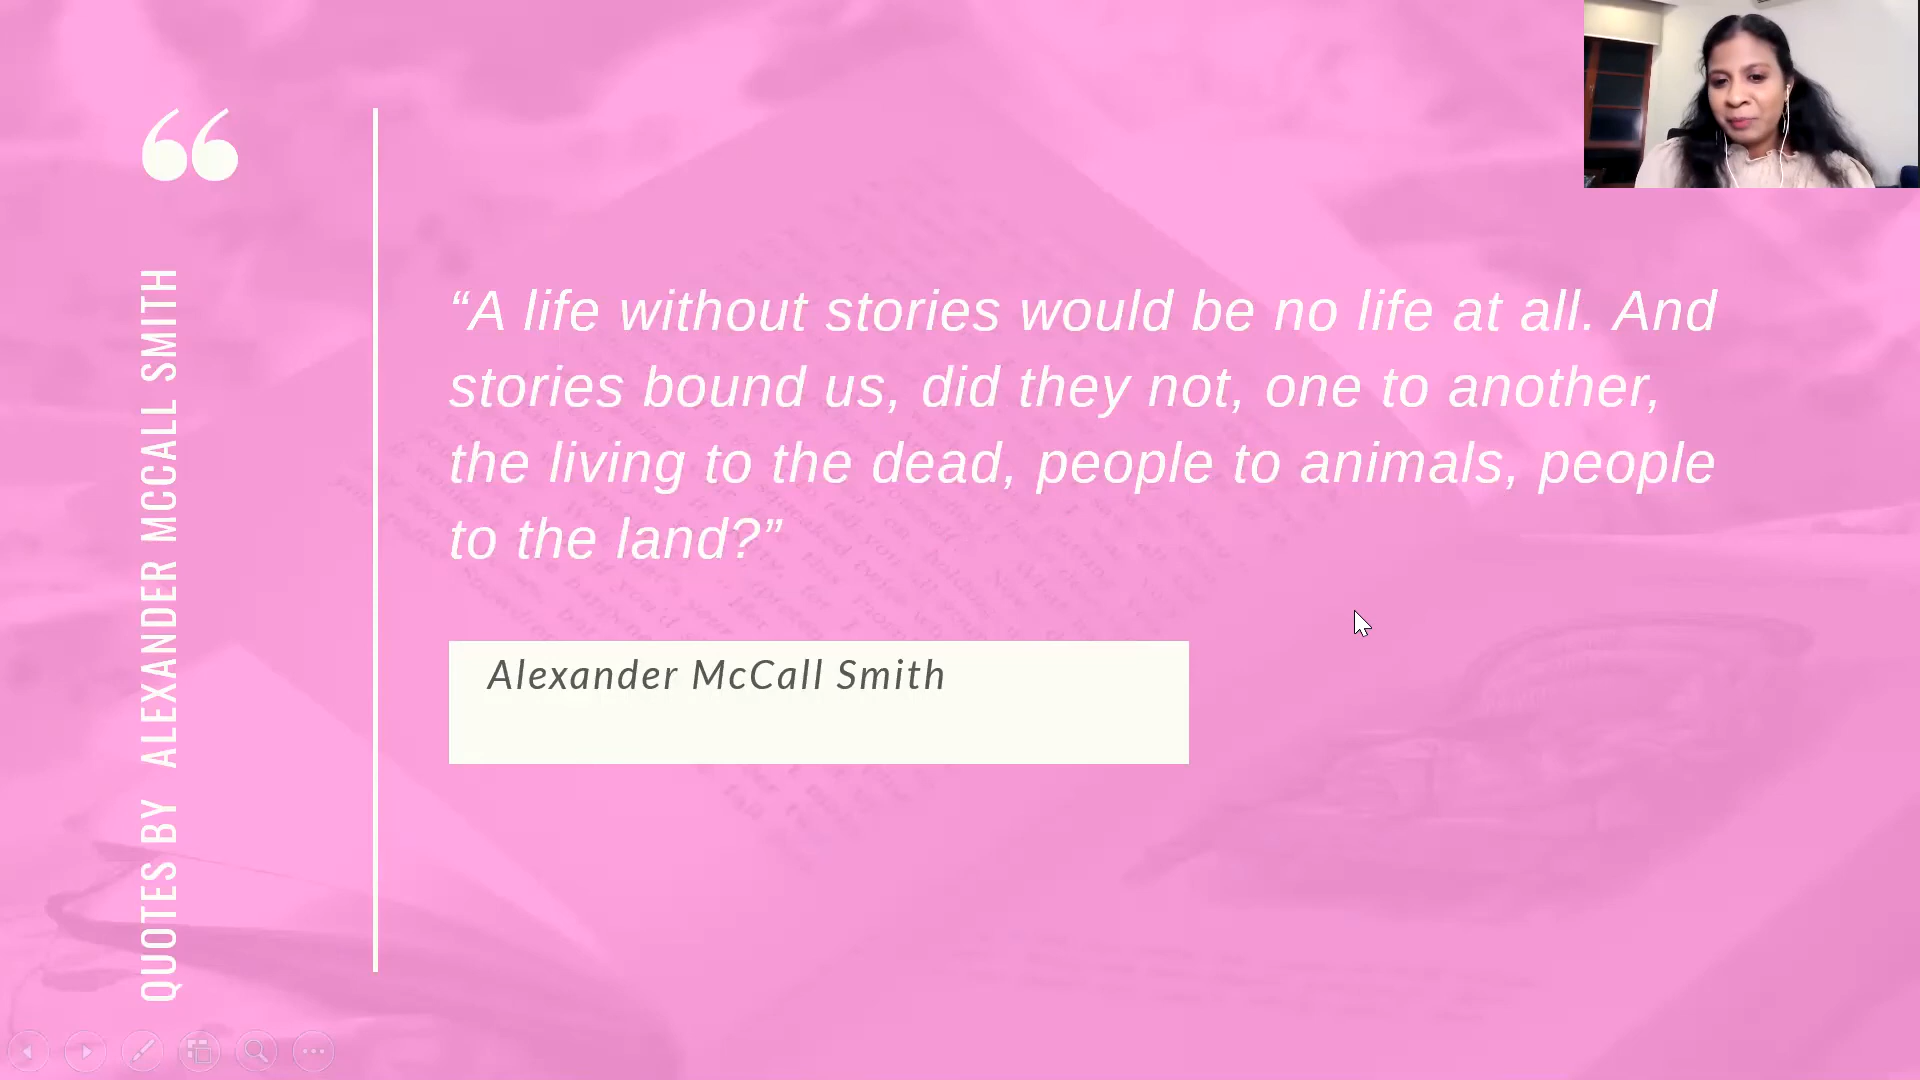 “
QUOTES BY ALEXANDER MCCALL SMITH
“A life without stories would be no life at all. And
stories bound us, did they not, one to another,
the living to the dead, people to animals, people
to the land?”
Alexander McCall Smith